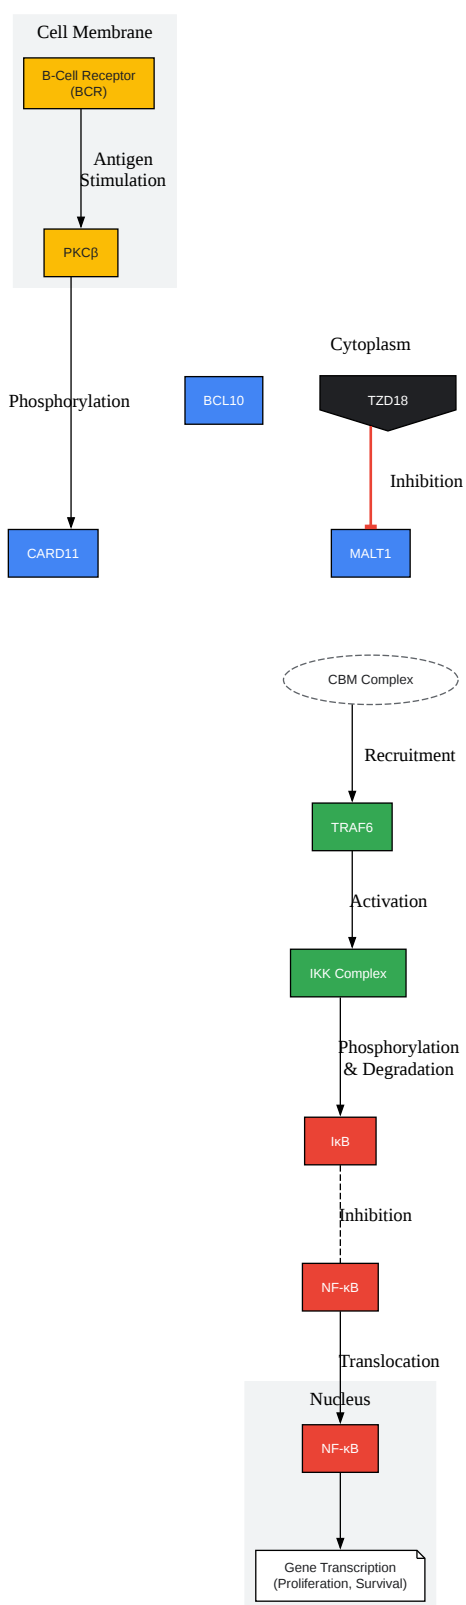 Cell Membrane
B-Cell Receptor
(BCR)
Antigen
Stimulation
PKCβ
Cytoplasm
Phosphorylation
BCL10
TZD18
Inhibition
CARD11
MALT1
CBM Complex
Recruitment
TRAF6
Activation
IKK Complex
Phosphorylation
& Degradation
IκB
Inhibition
NF-κB
Translocation
Nucleus
NF-κB
Gene Transcription
(Proliferation, Survival)